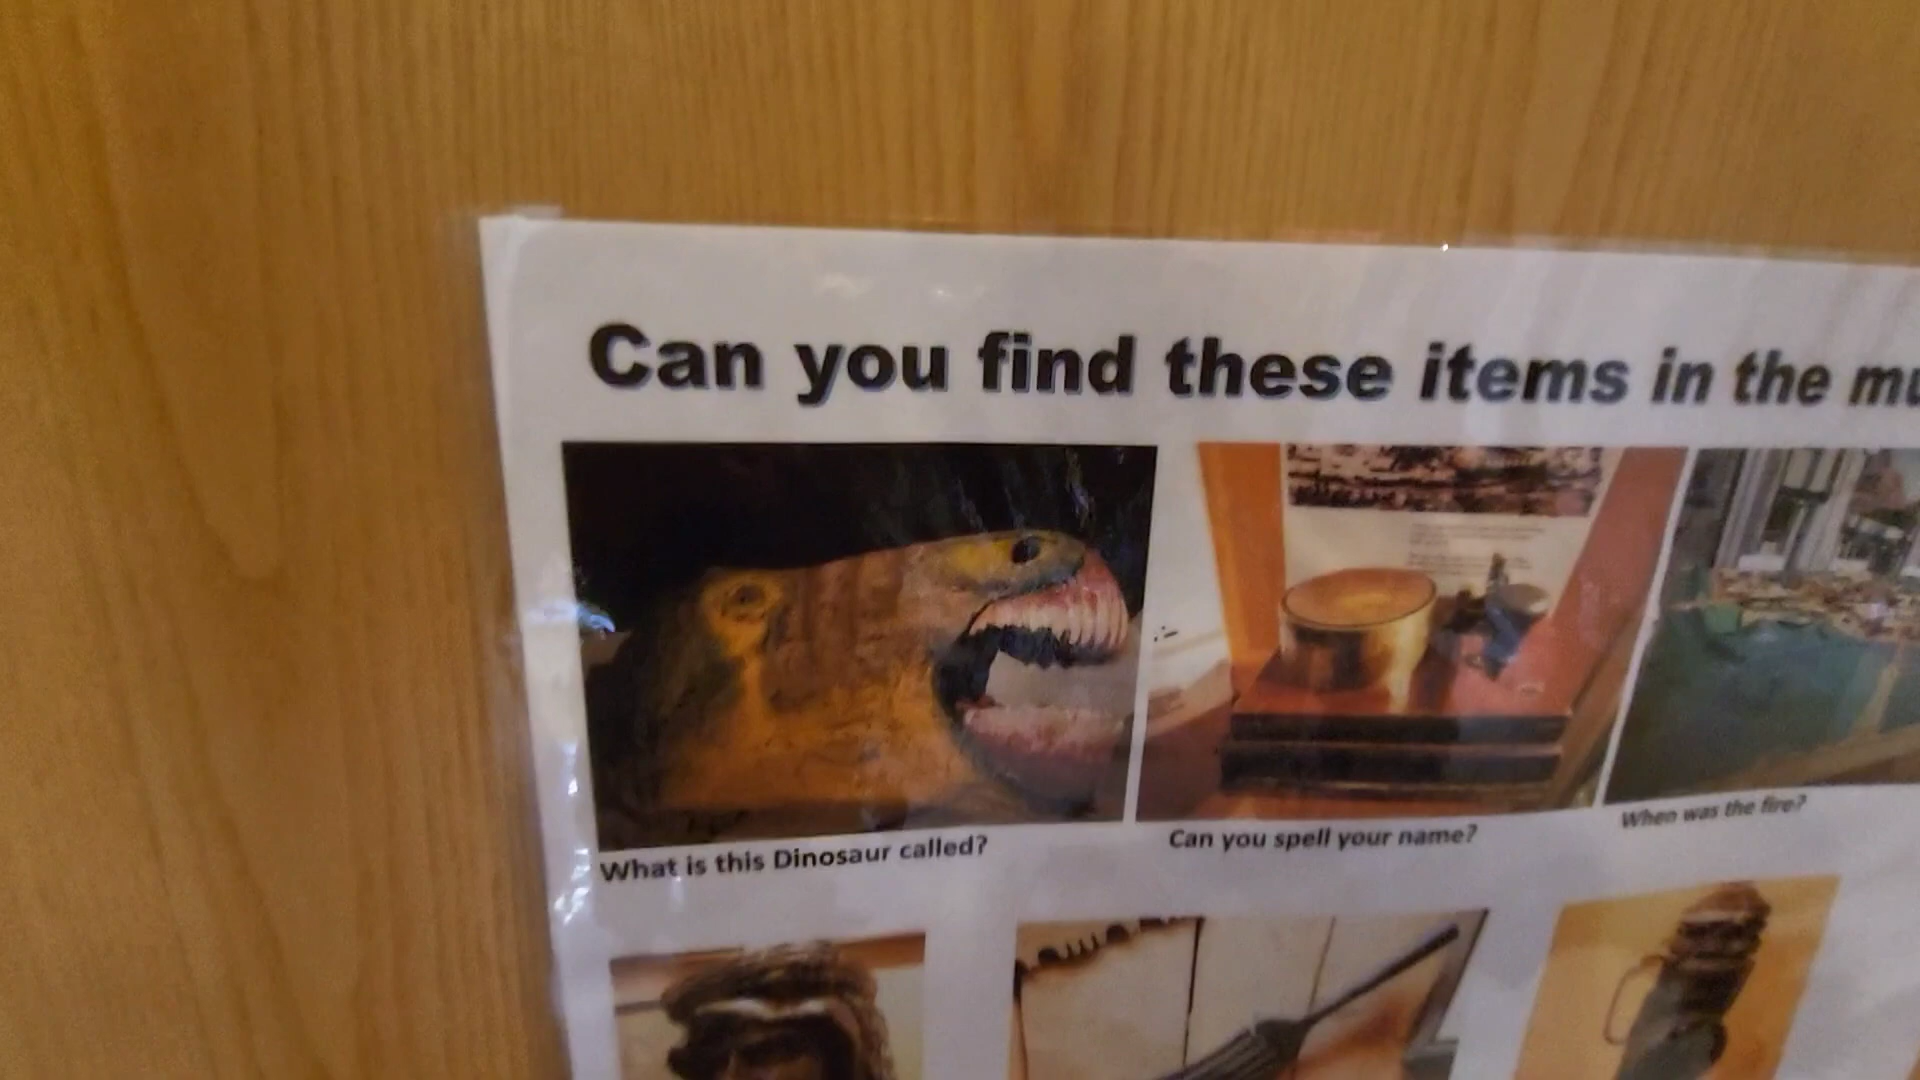 Can you find these items in the mu
What is this Dinosaur called?
Can you spell your name?
When was the fire?